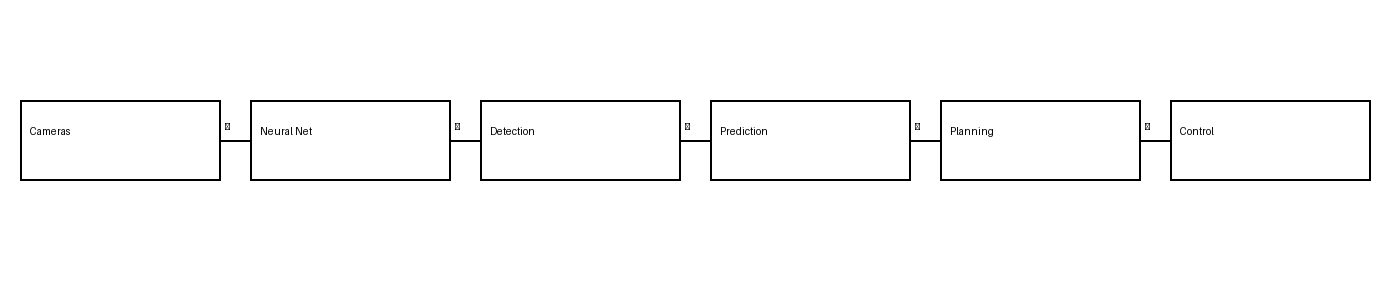 Cameras
Neural Net
Detection
Prediction
Planning
Control